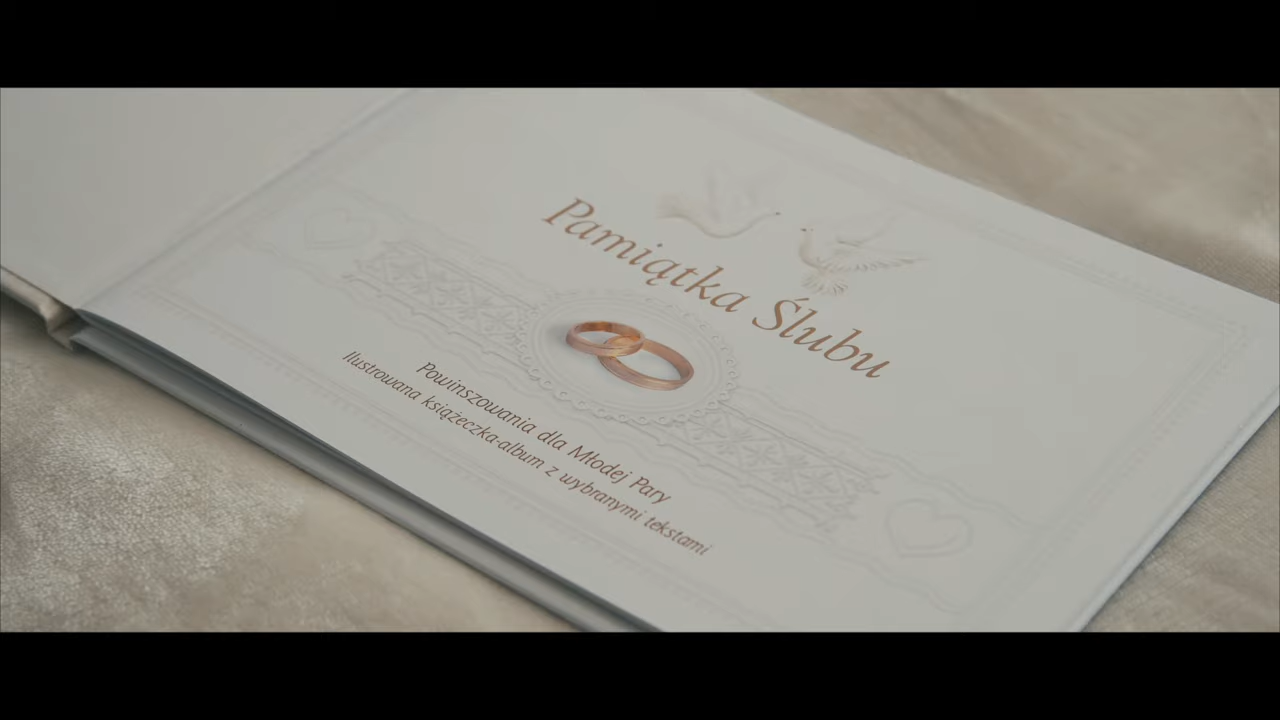 Pamiątka Ślubu
Powinszowania dla Młodej Pary
Ilustrowana książeczka-album z wybranymi tekstami